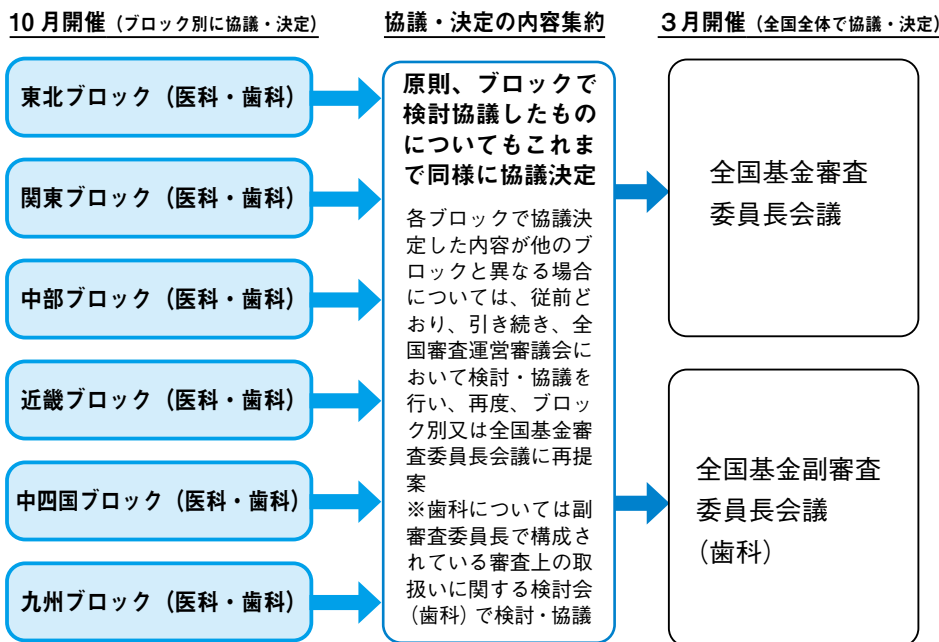 10月開催（ブロック別に協議・決定）
東北ブロック（医科・歯科）
関東ブロック（医科・歯科）
中部ブロック（医科・歯科）
近畿ブロック（医科・歯科）
中四国ブロック（医科・歯科）
九州ブロック（医科・歯科）
協議・決定の内容集約
原則、ブロックで
検討協議したもの
についてもこれま
で同様に協議決定
各ブロックで協議決
定した内容が他のブ
ロックと異なる場合
については、従前ど
おり、引き続き、全
国審査運営審議会に
おいて検討・協議を
行い、再度、ブロッ
ク別又は全国基金審
査委員長会議に再提
案
※歯科については副
審査委員長で構成さ
れている審査上の取
扱いに関する検討会
（歯科）で検討・協議
３月開催（全国全体で協議・決定）
全国基金審査
委員長会議
全国基金副審査
委員長会議
（歯科）